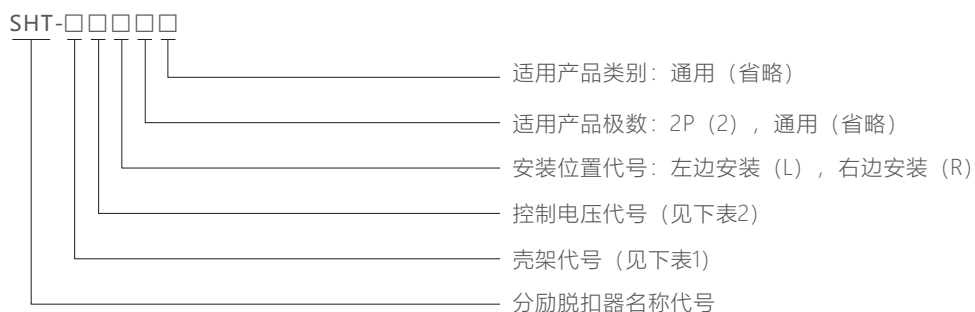 SHT-□□□□□
适用产品类别：通用（省略）
适用产品极数：2P（2），通用（省略）
安装位置代号：左边安装（L），右边安装（R）
控制电压代号（见下表2）
壳架代号（见下表1）
分励脱扣器名称代号